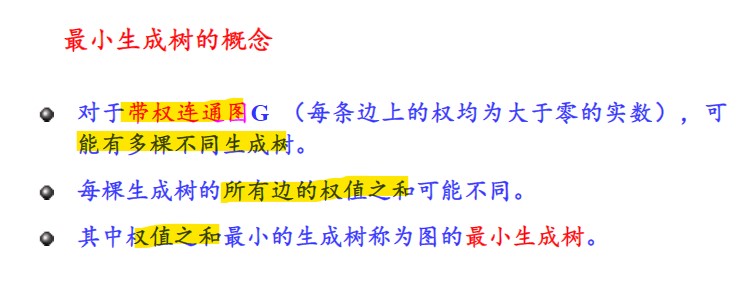 最小生成树的概念
对于带权连通图G （每条边上的权均为大于零的实数），可
能有多棵不同生成树。
每棵生成树的所有边的权值之和可能不同。
其中权值之和最小的生成树称为图的最小生成树。